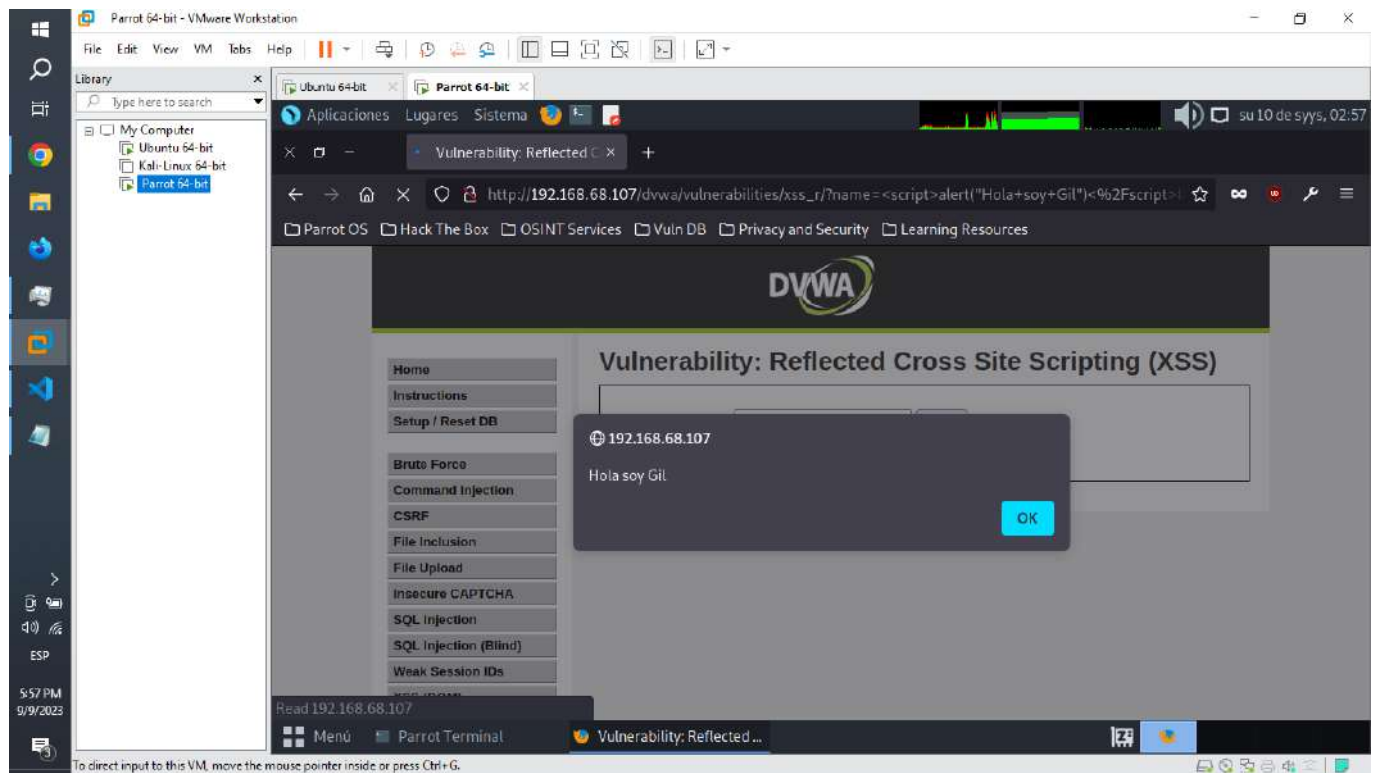 Parrot 64-bit - VMware Workstation
File Edit View VM Tabs Help
Library
Type here to search
My Computer
Ubuntu 64-bit
Kali-Linux 64-bit
Parrot 64-bit
Ubuntu 64-bit
Parrot 64-bit
Aplicaciones Lugares Sistema
su 10 de syys, 02:57
Vulnerability: Reflected C
http://192.168.68.107/dvwa/vulnerabilities/xss_r/?name=<script>alert("Hola+soy+Gil")<%2Fscript>
Parrot OS Hack The Box OSINT Services Vuln DB Privacy and Security Learning Resources
DVWA
Vulnerability: Reflected Cross Site Scripting (XSS)
Home
Instructions
Setup / Reset DB
Brute Force
Command Injection
CSRF
File Inclusion
File Upload
Insecure CAPTCHA
SQL Injection
SQL Injection (Blind)
Weak Session IDs
192.168.68.107
Hola soy Gil
OK
Read 192.168.68.107
Menú Parrot Terminal Vulnerability: Reflected ...
ESP
5:57 PM
9/9/2023
To direct input to this VM, move the mouse pointer inside or press Ctrl+G.